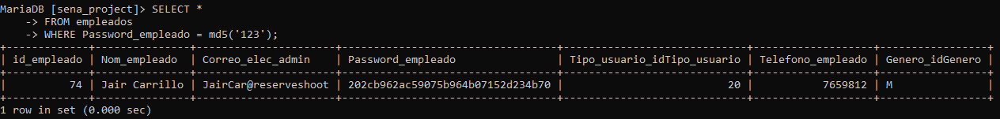 MariaDB [sena_project]> SELECT *
    -> FROM empleados
    -> WHERE Password_empleado = md5('123');
+-------------+---------------+--------------------+----------------------------------+-----------------------------+-------------------+-----------------+
| id_empleado | Nom_empleado  | Correo_elec_admin  | Password_empleado                | Tipo_usuario_idTipo_usuario | Telefono_empleado | Genero_idGenero |
+-------------+---------------+--------------------+----------------------------------+-----------------------------+-------------------+-----------------+
|          74 | Jair Carrillo | JairCar@reserveshoot | 202cb962ac59075b964b07152d234b70 |                          20 |           7659812 | M               |
+-------------+---------------+--------------------+----------------------------------+-----------------------------+-------------------+-----------------+
1 row in set (0.000 sec)